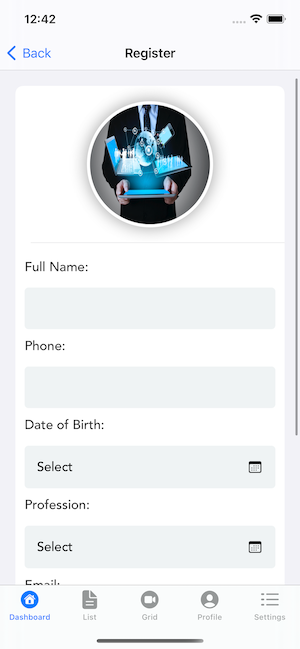 12:42
Back
Register
Full Name:
Phone:
Date of Birth:
Select
Profession:
Select
Email:
Dashboard
List
Grid
Profile
Settings